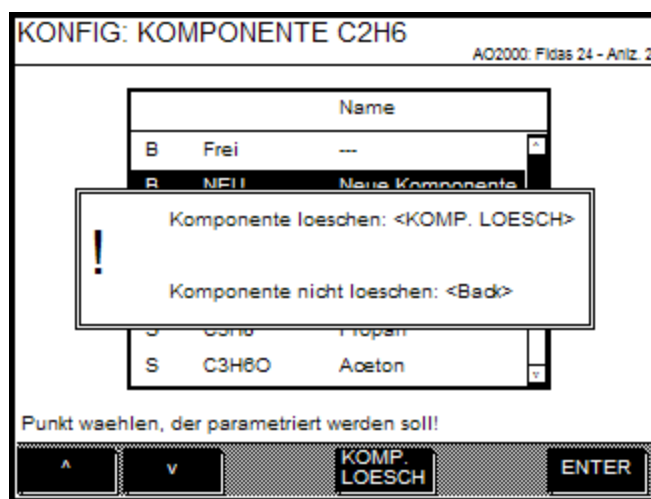 KONFIG: KOMPONENTE C2H6
AO2000: Fidas 24 - Anlz. 2
Name
B Frei ---
B NEU Neue Komponente
Komponente loeschen: <KOMP. LOESCH>
!
Komponente nicht loeschen: <Back>
S C3H8 Propan
S C3H6O Aceton
Punkt waehlen, der parametriert werden soll!
^ v KOMP. LOESCH ENTER